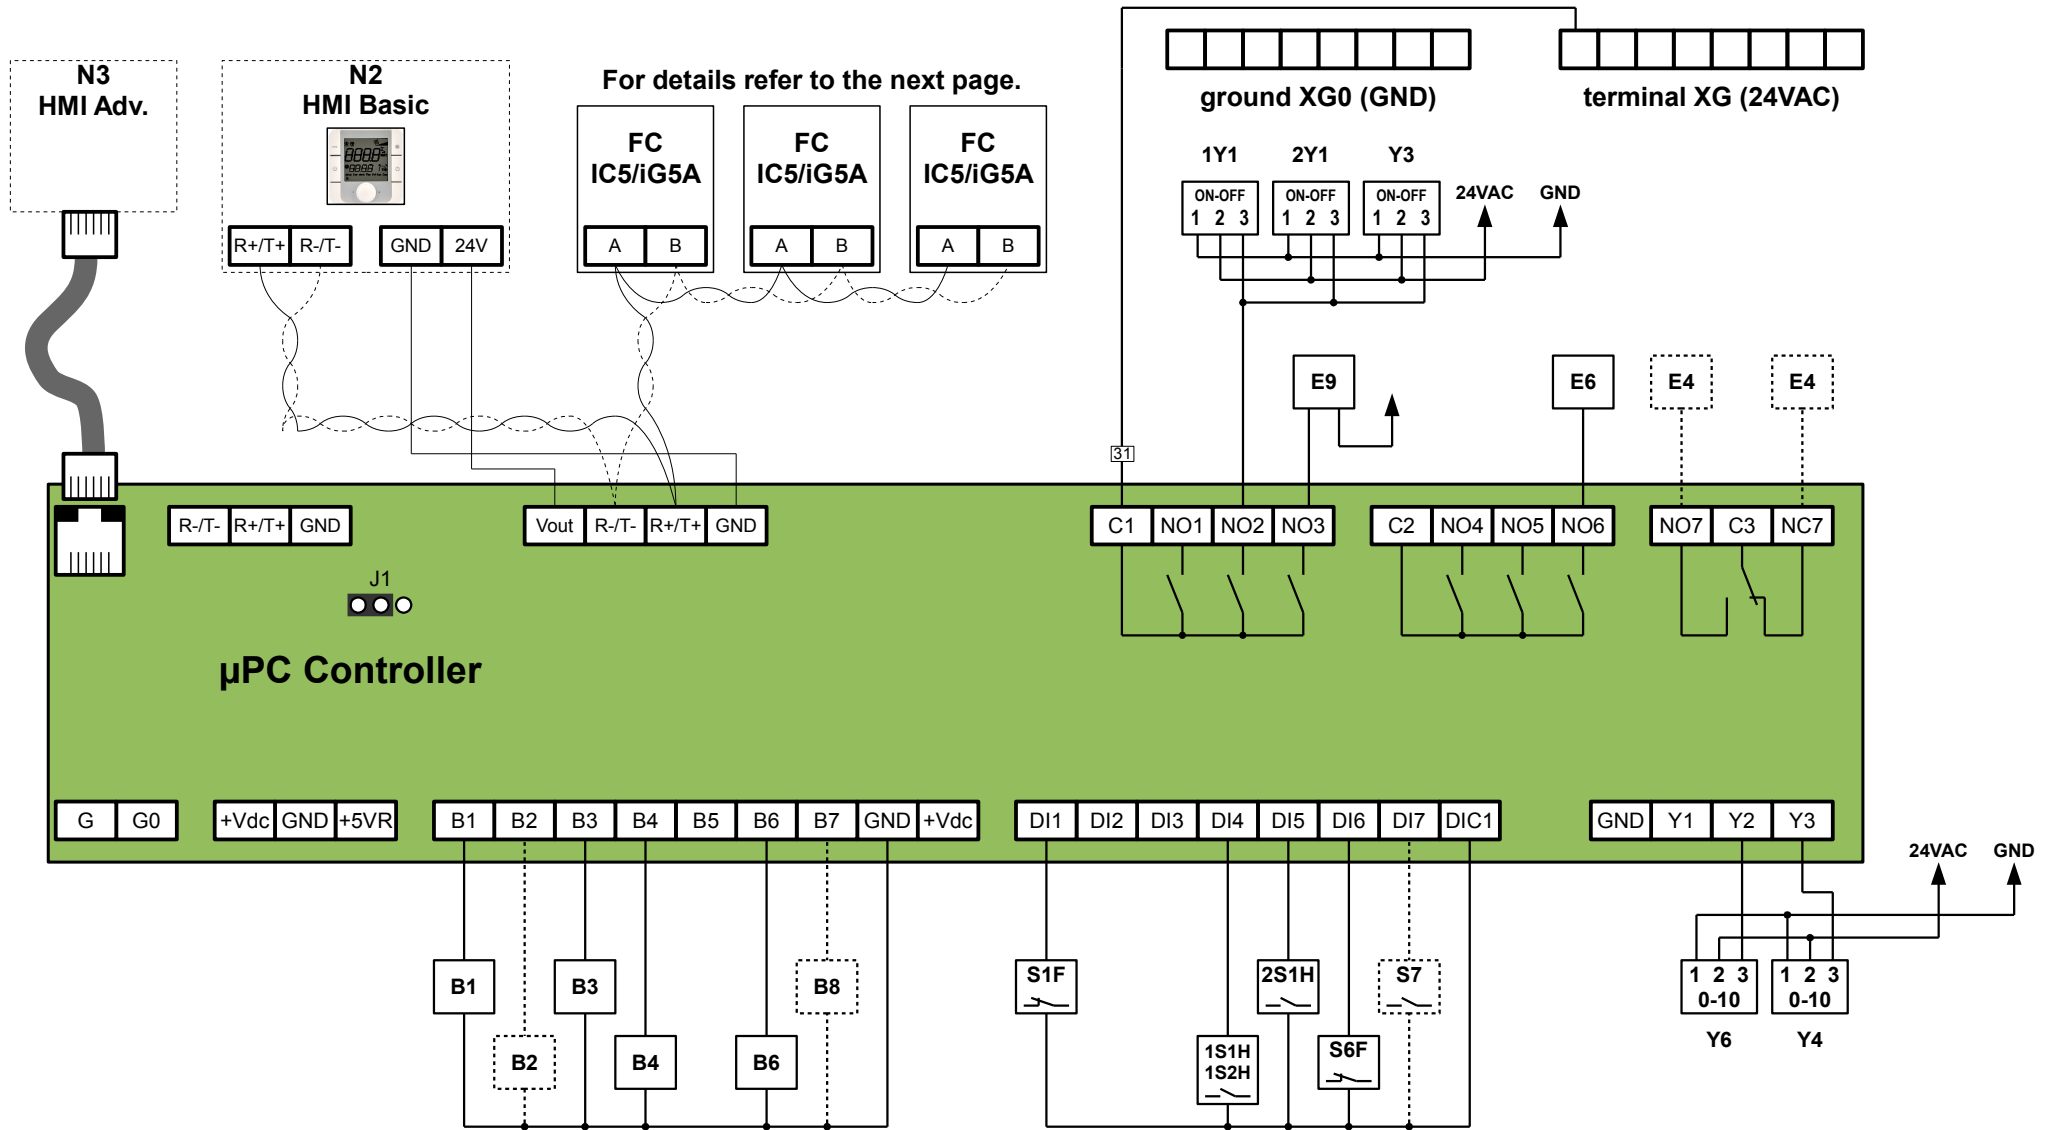 N3
HMI Adv.
N2
HMI Basic
R+/T+ R-/T- GND 24V
For details refer to the next page.
FC
IC5/iG5A
A B
FC
IC5/iG5A
A B
FC
IC5/iG5A
A B
ground XG0 (GND)
terminal XG (24VAC)
1Y1 2Y1 Y3
ON-OFF
1 2 3
ON-OFF
1 2 3
ON-OFF
1 2 3
24VAC GND
E9 E6 E4 E4
31
R-/T- R+/T+ GND
Vout R-/T- R+/T+ GND
C1 NO1 NO2 NO3
C2 NO4 NO5 NO6
NO7 C3 NC7
J1
µPC Controller
G G0
+Vdc GND +5VR
B1 B2 B3 B4 B5 B6 B7 GND +Vdc
DI1 DI2 DI3 DI4 DI5 DI6 DI7 DIC1
GND Y1 Y2 Y3
24VAC GND
B1 B3 B8
B2 B4 B6
S1F 2S1H S7
1S1H
1S2H
S6F
1 2 3
0-10
1 2 3
0-10
Y6 Y4